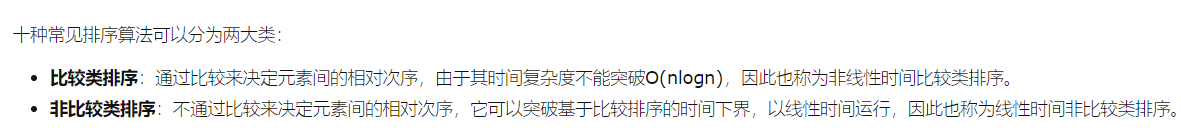 十种常见排序算法可以分为两大类：
• 比较类排序：通过比较来决定元素间的相对次序，由于其时间复杂度不能突破O(nlogn)，因此也称为非线性时间比较类排序。
• 非比较类排序：不通过比较来决定元素间的相对次序，它可以突破基于比较排序的时间下界，以线性时间运行，因此也称为线性时间非比较类排序。